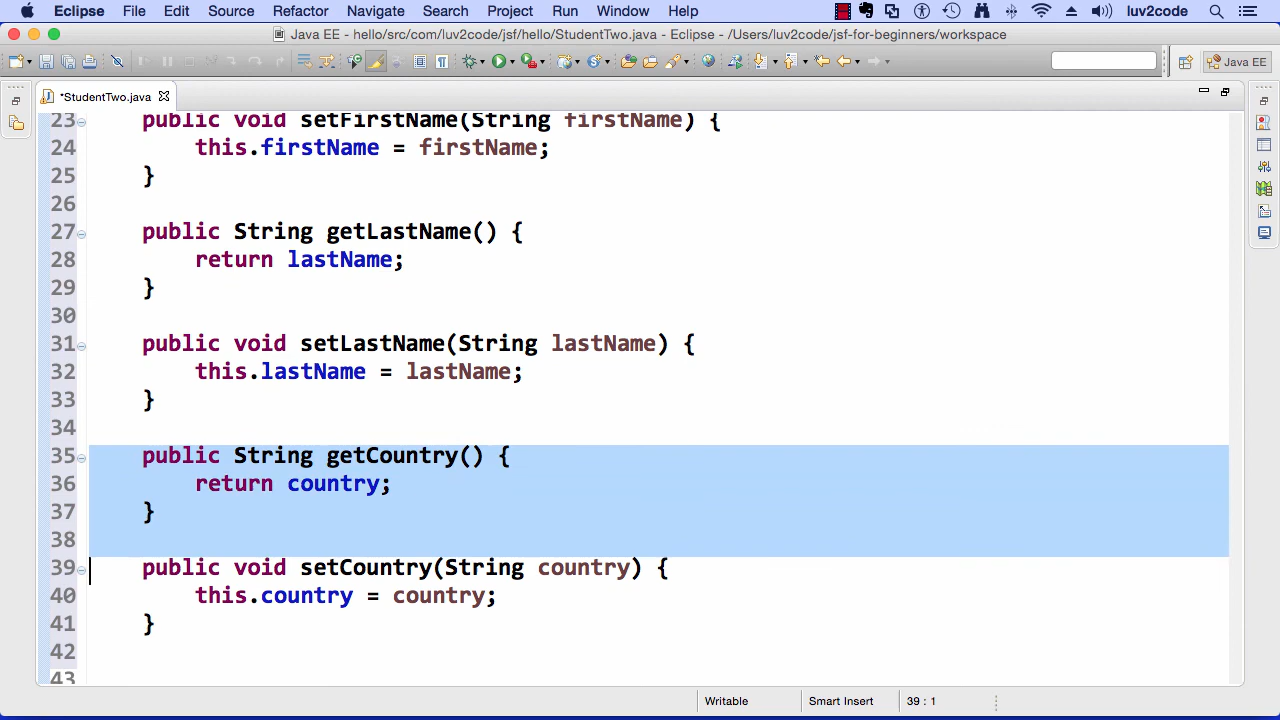 Eclipse File Edit Source Refactor Navigate Search Project Run Window Help luv2code
Java EE - hello/src/com/luv2code/jsf/hello/StudentTwo.java - Eclipse - /Users/luv2code/jsf-for-beginners/workspace
Java EE
*StudentTwo.java
23 public void setFirstName(String firstName) {
24 this.firstName = firstName;
25 }
26
27 public String getLastName() {
28 return lastName;
29 }
30
31 public void setLastName(String lastName) {
32 this.lastName = lastName;
33 }
34
35 public String getCountry() {
36 return country;
37 }
38
39 public void setCountry(String country) {
40 this.country = country;
41 }
42
43
Writable Smart Insert 39 : 1